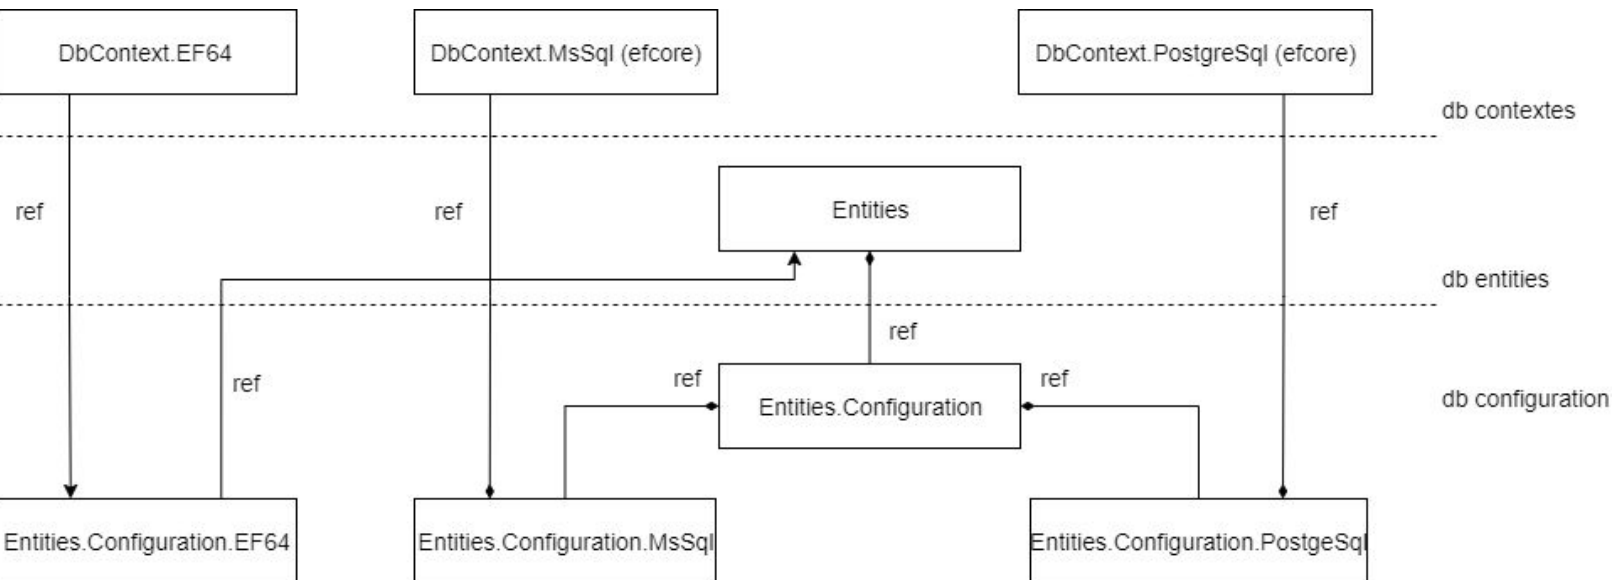 DbContext.EF64
DbContext.MsSql (efcore)
DbContext.PostgreSql (efcore)
db contextes
ref
ref
Entities
ref
db entities
ref
ref
ref
ref
Entities.Configuration
db configuration
Entities.Configuration.EF64
Entities.Configuration.MsSql
Entities.Configuration.PostgeSql